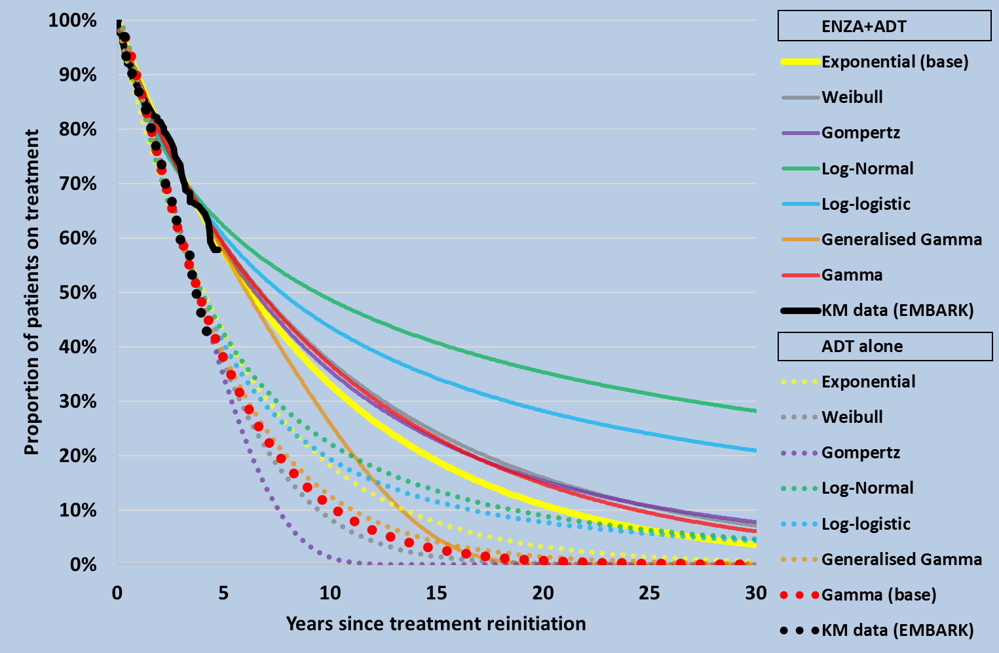 100%
90%
80%
70%
60%
50%
40%
30%
20%
10%
0%
Proportion of patients on treatment
0 5 10 15 20 25 30
Years since treatment reinitiation
ENZA+ADT
Exponential (base)
Weibull
Gompertz
Log-Normal
Log-logistic
Generalised Gamma
Gamma
KM data (EMBARK)
ADT alone
Exponential
Weibull
Gompertz
Log-Normal
Log-logistic
Generalised Gamma
Gamma (base)
KM data (EMBARK)